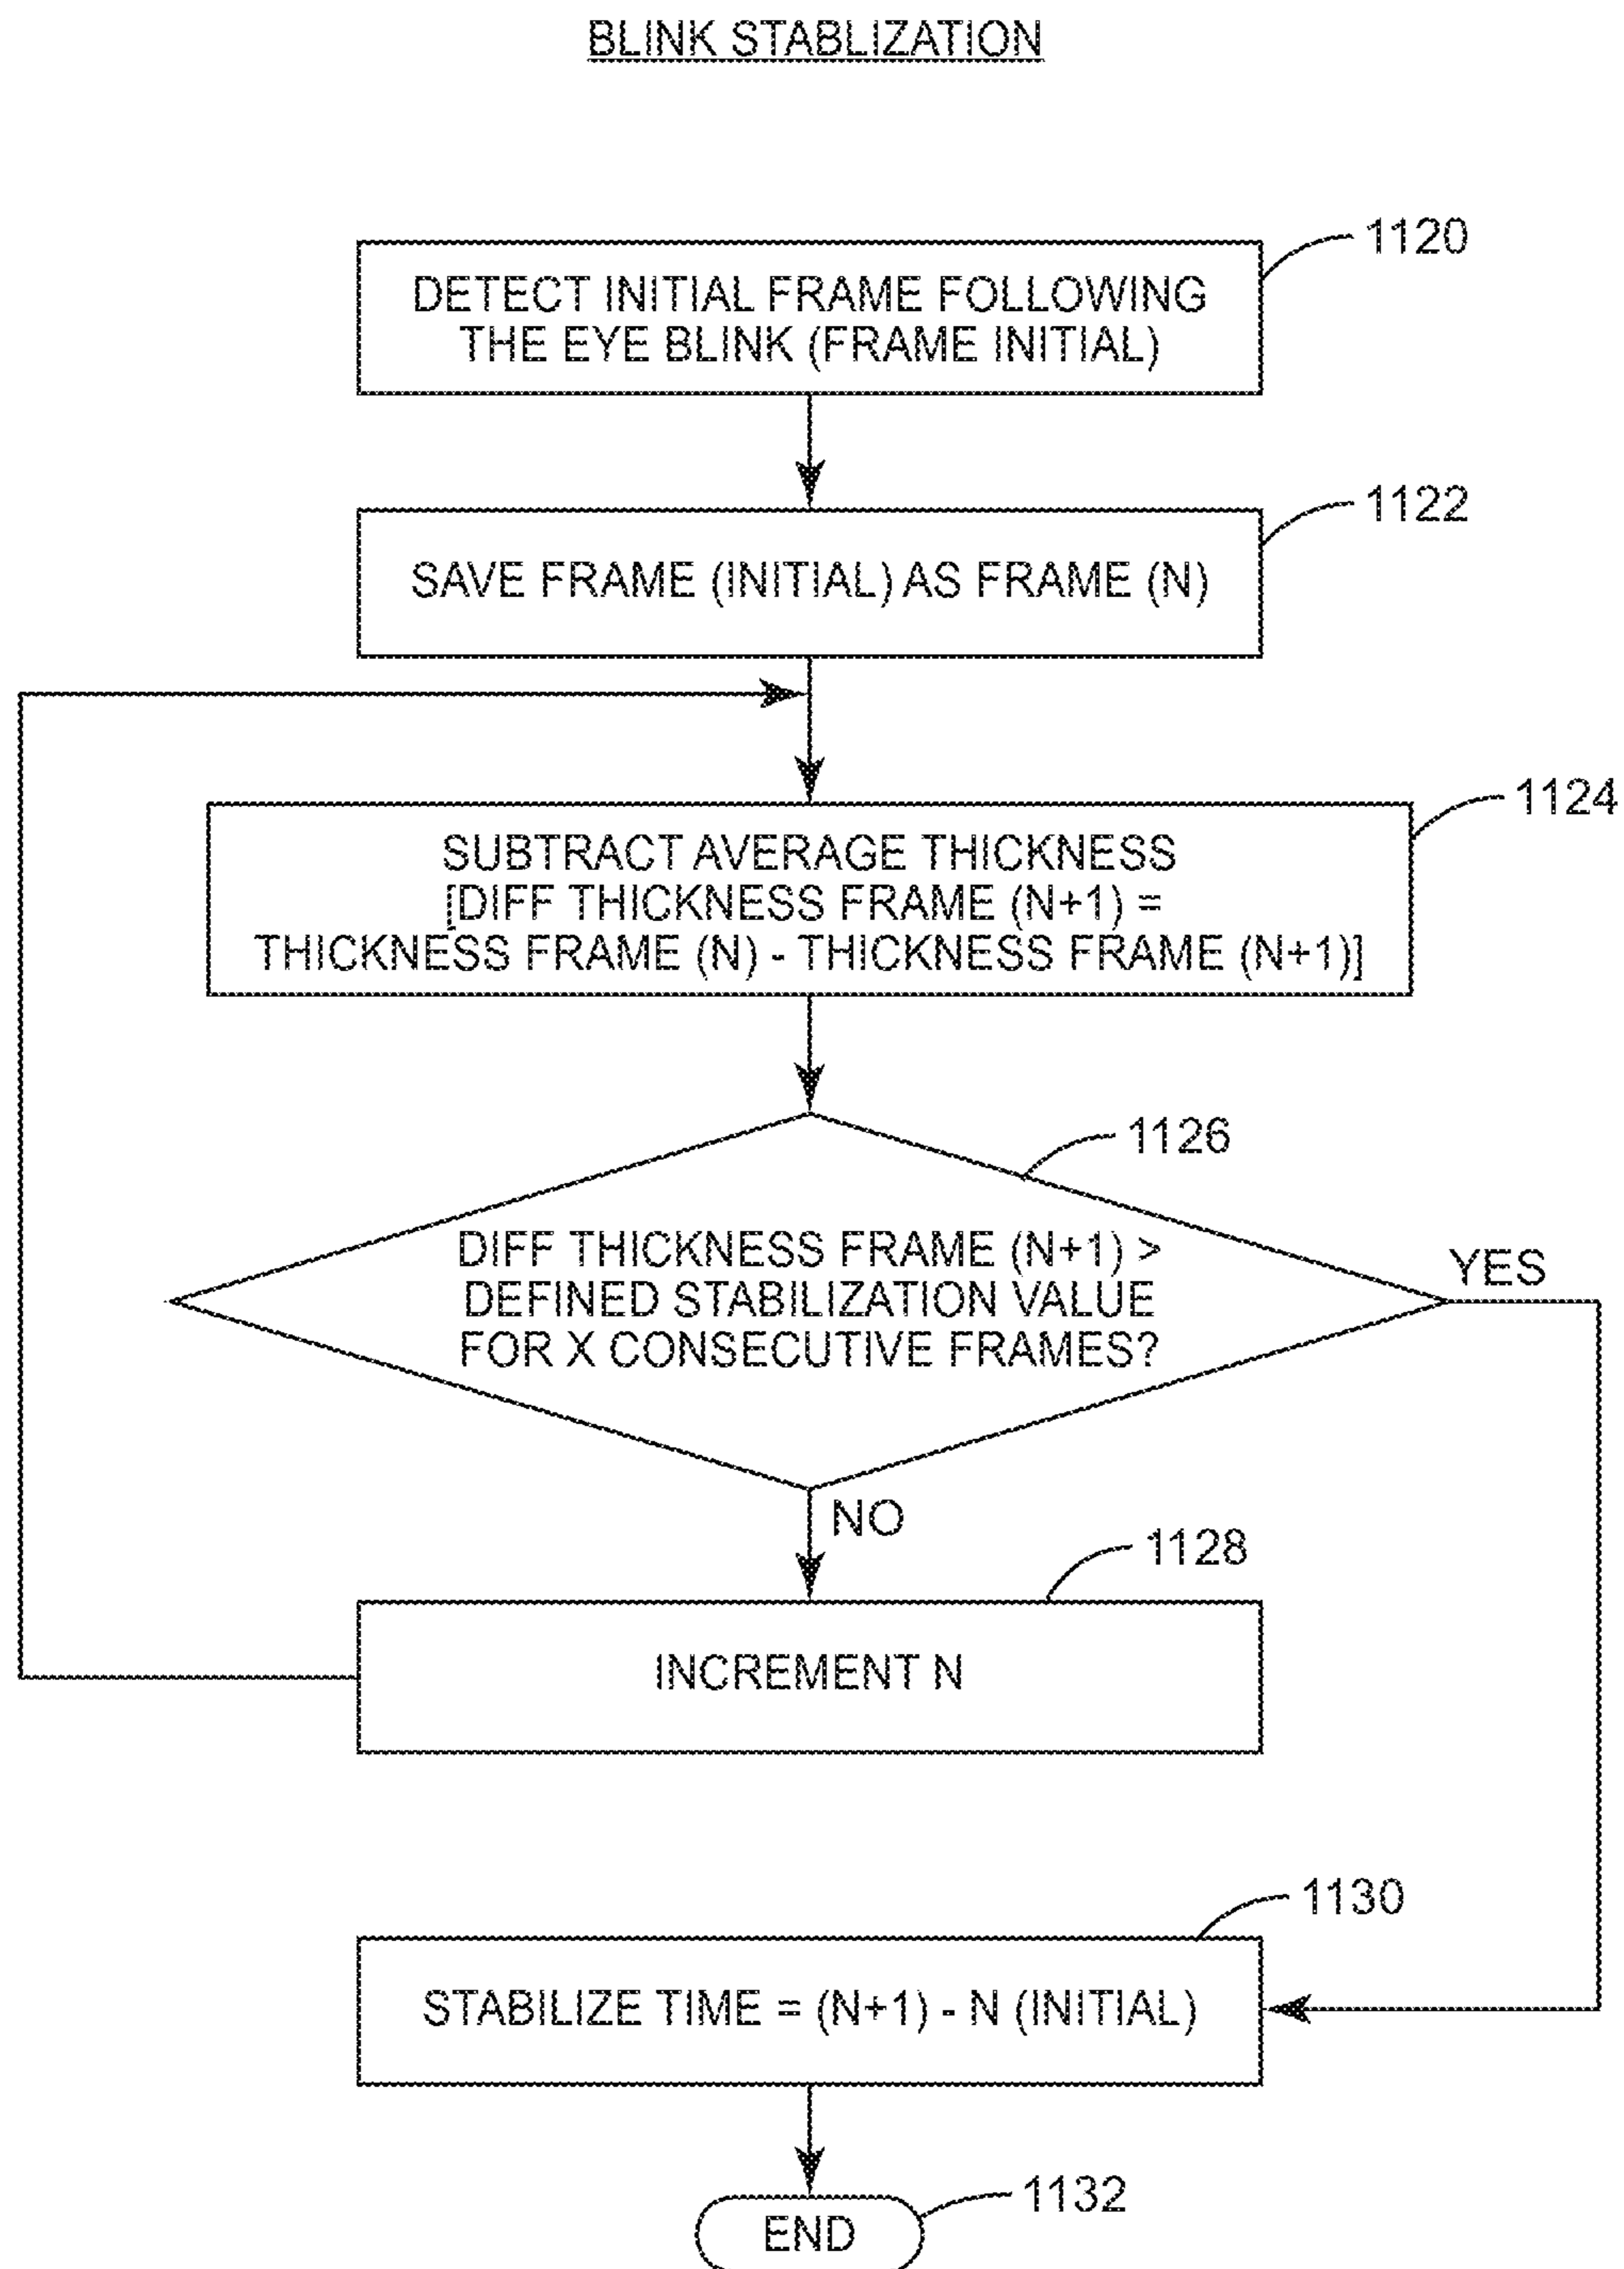 BLINK STABLIZATION
1120
DETECT INITIAL FRAME FOLLOWING
THE EYE BLINK (FRAME INITIAL)
1122
SAVE FRAME (INITIAL) AS FRAME (N)
1124
SUBTRACT AVERAGE THICKNESS
[DIFF THICKNESS FRAME (N+1) =
THICKNESS FRAME (N) - THICKNESS FRAME (N+1)]
1126
DIFF THICKNESS FRAME (N+1) >
DEFINED STABILIZATION VALUE
FOR X CONSECUTIVE FRAMES?
YES
NO
1128
INCREMENT N
1130
STABILIZE TIME = (N+1) - N (INITIAL)
1132
END